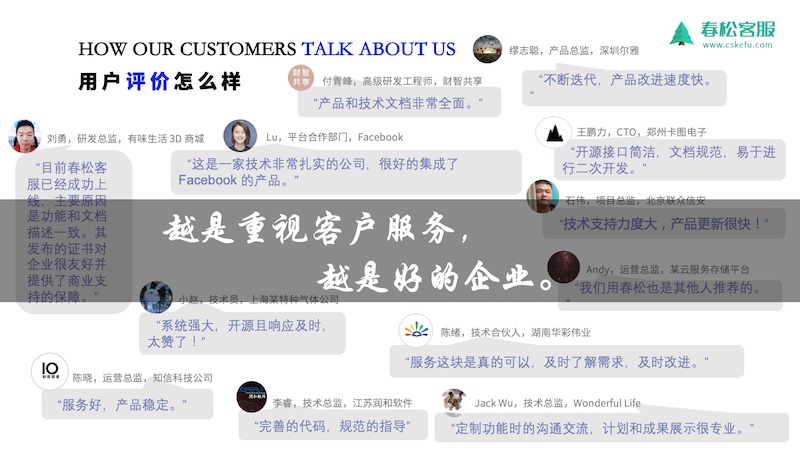 春松客服
www.cskefu.com
HOW OUR CUSTOMERS TALK ABOUT US
用户评价怎么样
缪志聪，产品总监，深圳尔雅
“不断迭代，产品改进速度快。
”
财智
共享
付青峰，高级研发工程师，财智共享
“产品和技术文档非常全面。”
刘勇，研发总监，有味生活 3D 商城
“目前春松客
服已经成功上
线，主要原因
是功能和文档
描述一致。其
发布的证书对
企业很友好并
提供了商业支
持的保障。”
Lu，平台合作部门，Facebook
“这是一家技术非常扎实的公司，很好的集成了
Facebook 的产品。”
王鹏力，CTO，郑州卡图电子
“开源接口简洁，文档规范，易于进
行二次开发。”
石伟，项目总监，北京联众信安
“技术支持力度大，产品更新很快！”
越是重视客户服务，
越是好的企业。
Andy，运营总监，某云服务存储平台
“我们用春松也是其他人推荐的。
”
小赵，技术员，上海某特种气体公司
“系统强大，开源且响应及时，
太赞了！”
陈绪，技术合伙人，湖南华彩伟业
“服务这块是真的可以，及时了解需求，及时改进。”
陈晓，运营总监，知信科技公司
“服务好，产品稳定。”
李睿，技术总监，江苏润和软件
“完善的代码，规范的指导”
Jack Wu，技术总监，Wonderful Life
“定制功能时的沟通交流，计划和成果展示很专业。”